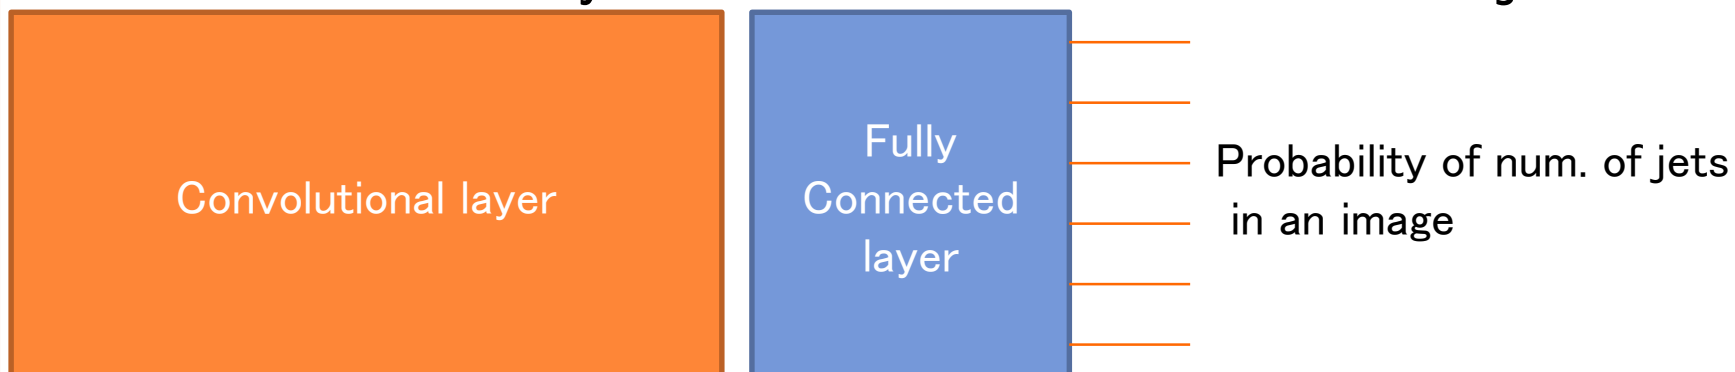 Convolutional layer
Fully
Connected
layer
Probability of num. of jets
in an image